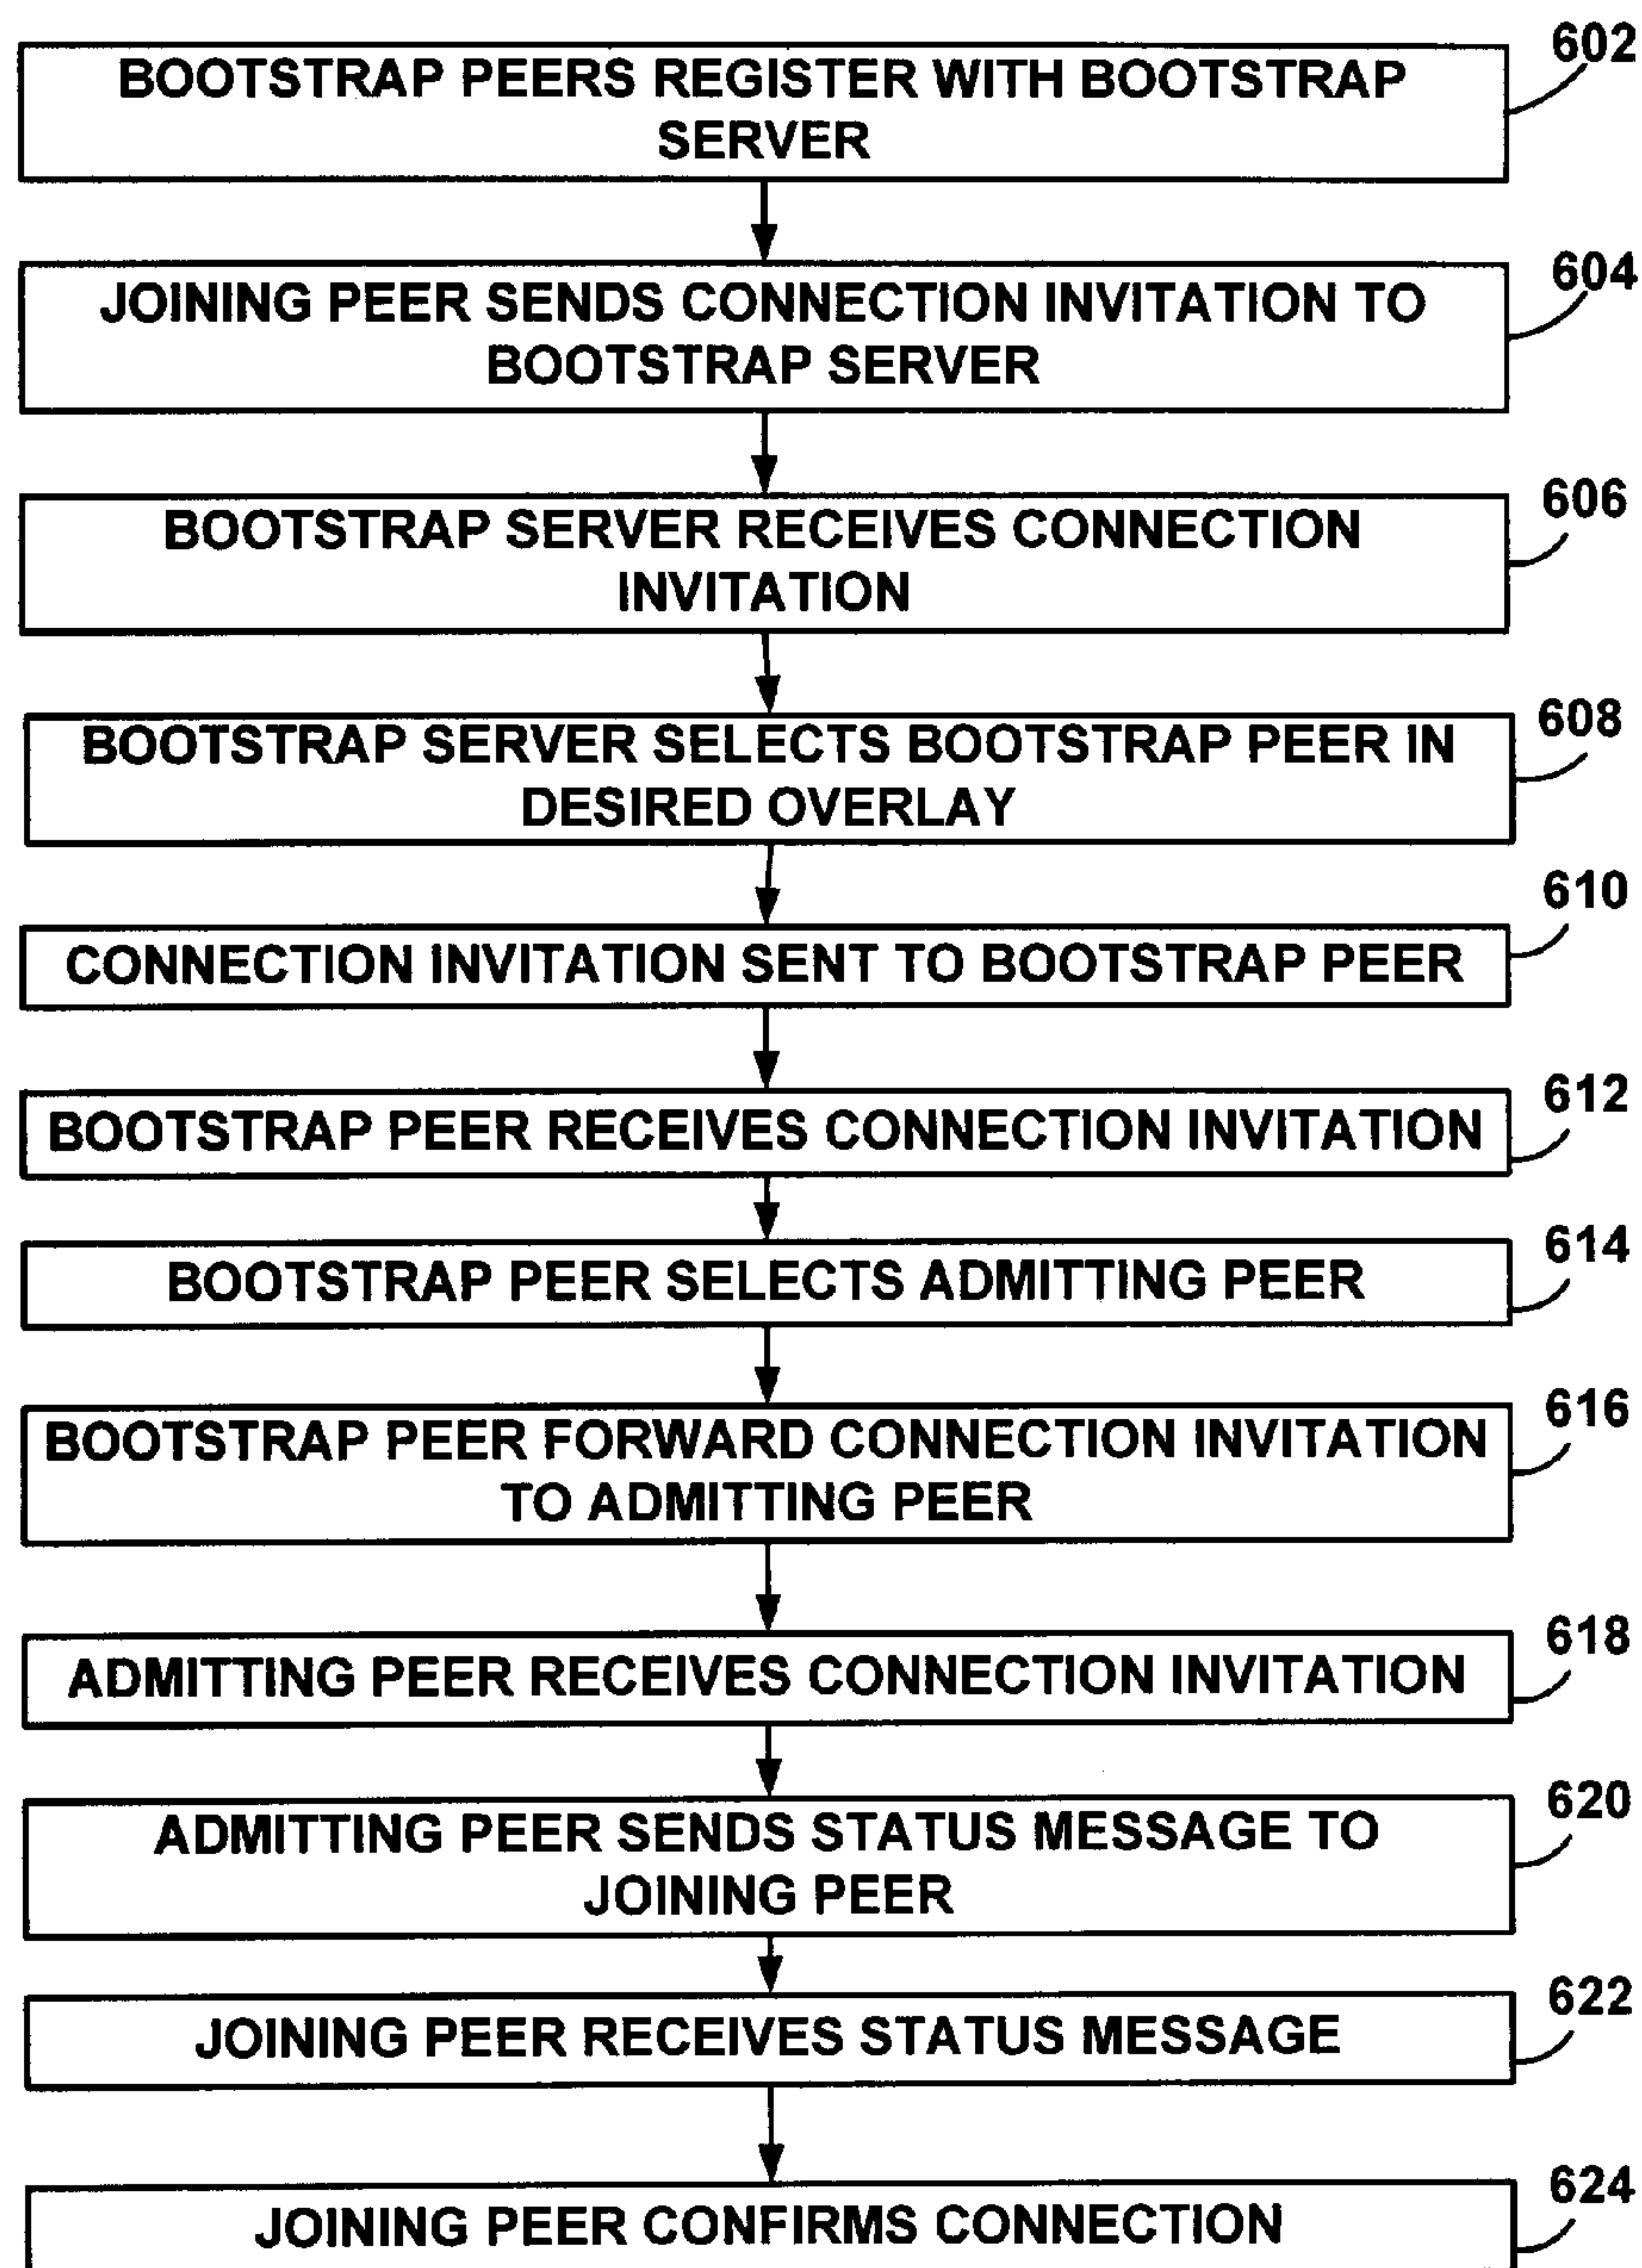 602
BOOTSTRAP PEERS REGISTER WITH BOOTSTRAP
SERVER
604
JOINING PEER SENDS CONNECTION INVITATION TO
BOOTSTRAP SERVER
606
BOOTSTRAP SERVER RECEIVES CONNECTION
INVITATION
608
BOOTSTRAP SERVER SELECTS BOOTSTRAP PEER IN
DESIRED OVERLAY
610
CONNECTION INVITATION SENT TO BOOTSTRAP PEER
612
BOOTSTRAP PEER RECEIVES CONNECTION INVITATION
614
BOOTSTRAP PEER SELECTS ADMITTING PEER
616
BOOTSTRAP PEER FORWARD CONNECTION INVITATION
TO ADMITTING PEER
618
ADMITTING PEER RECEIVES CONNECTION INVITATION
620
ADMITTING PEER SENDS STATUS MESSAGE TO
JOINING PEER
622
JOINING PEER RECEIVES STATUS MESSAGE
624
JOINING PEER CONFIRMS CONNECTION